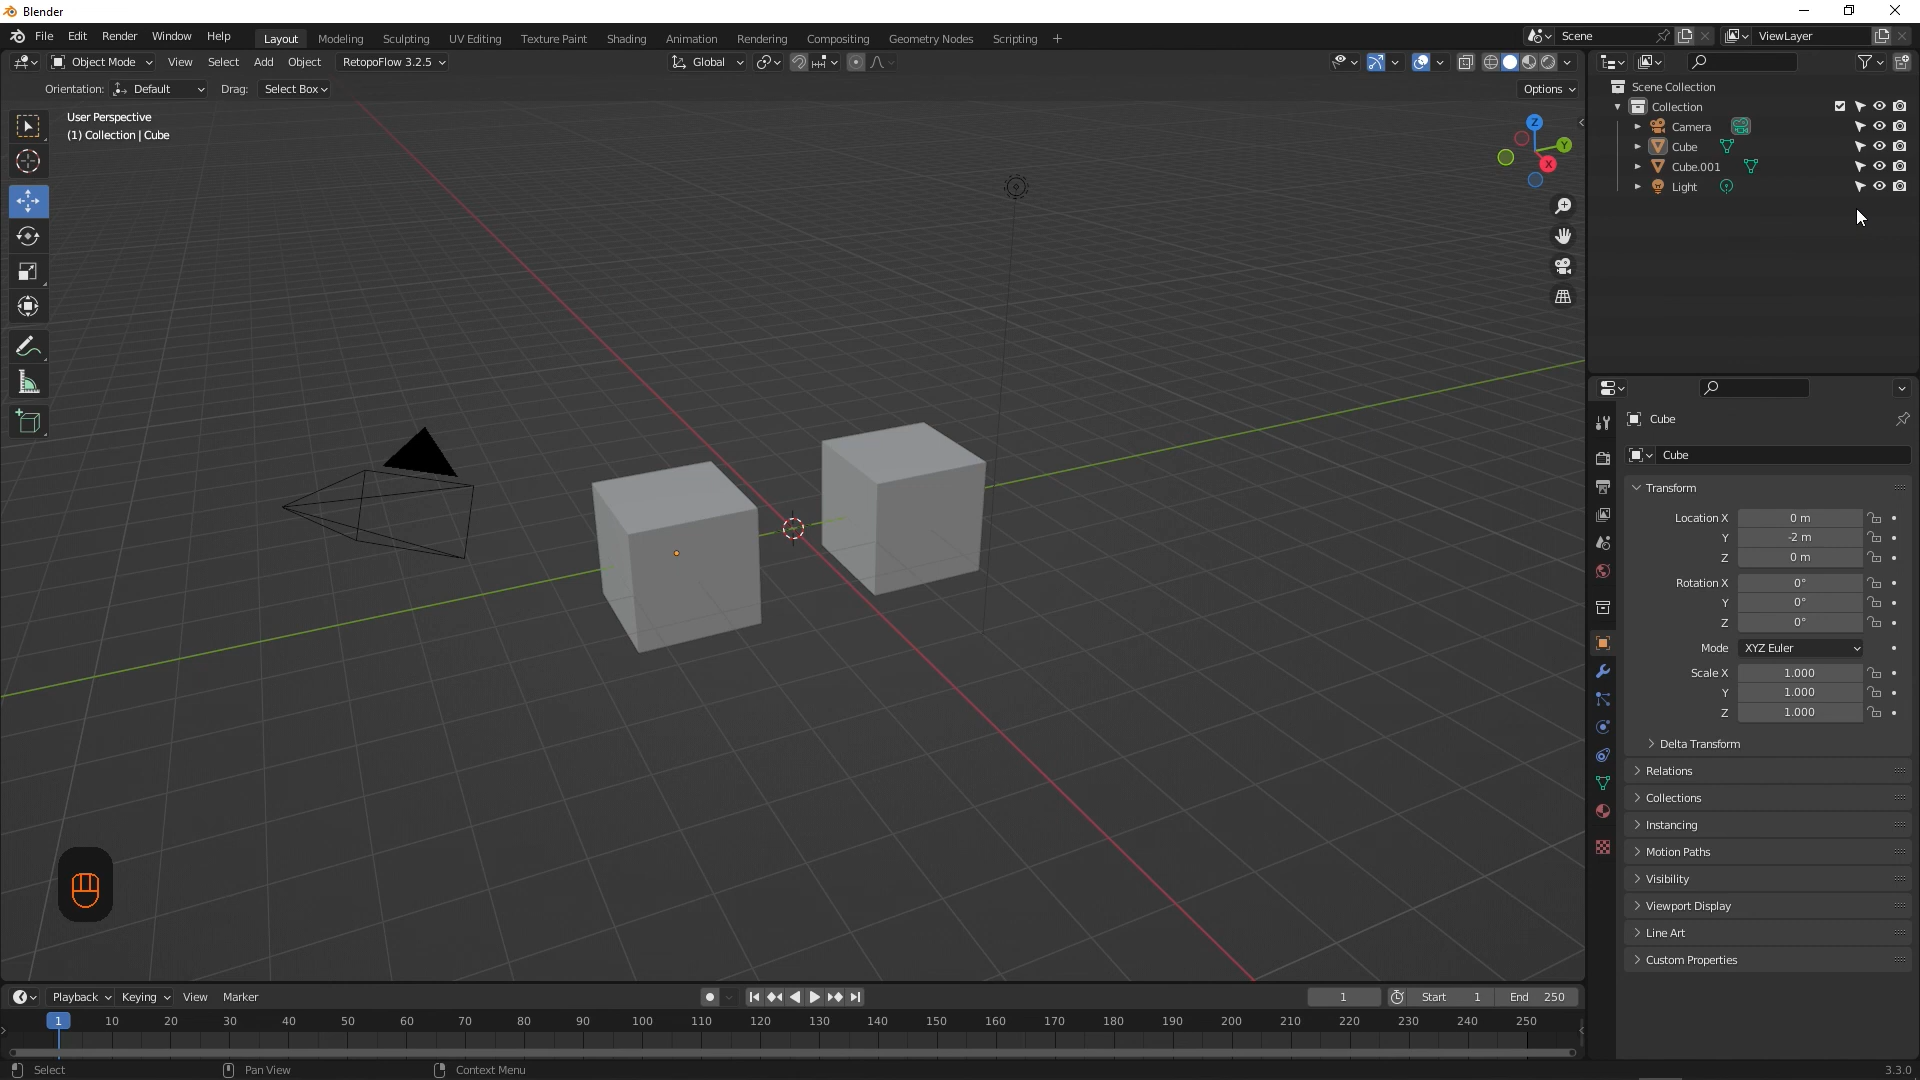 Blender
File Edit Render Window Help Layout Modeling Sculpting UV Editing Texture Paint Shading Animation Rendering Compositing Geometry Nodes Scripting + Scene ViewLayer
Object Mode View Select Add Object RetopoFlow 3.2.5 Global
Orientation: Default Drag: Select Box Options
User Perspective
(1) Collection | Cube
Z
Y
X
Scene Collection
Collection
Camera
Cube
Cube.001
Light
Cube
Cube
Transform
Location X 0 m
Y -2 m
Z 0 m
Rotation X 0°
Y 0°
Z 0°
Mode XYZ Euler
Scale X 1.000
Y 1.000
Z 1.000
Delta Transform
Relations
Collections
Instancing
Motion Paths
Visibility
Viewport Display
Line Art
Custom Properties
Playback Keying View Marker 1 Start 1 End 250
1 10 20 30 40 50 60 70 80 90 100 110 120 130 140 150 160 170 180 190 200 210 220 230 240 250
Select Pan View Context Menu 3.3.0